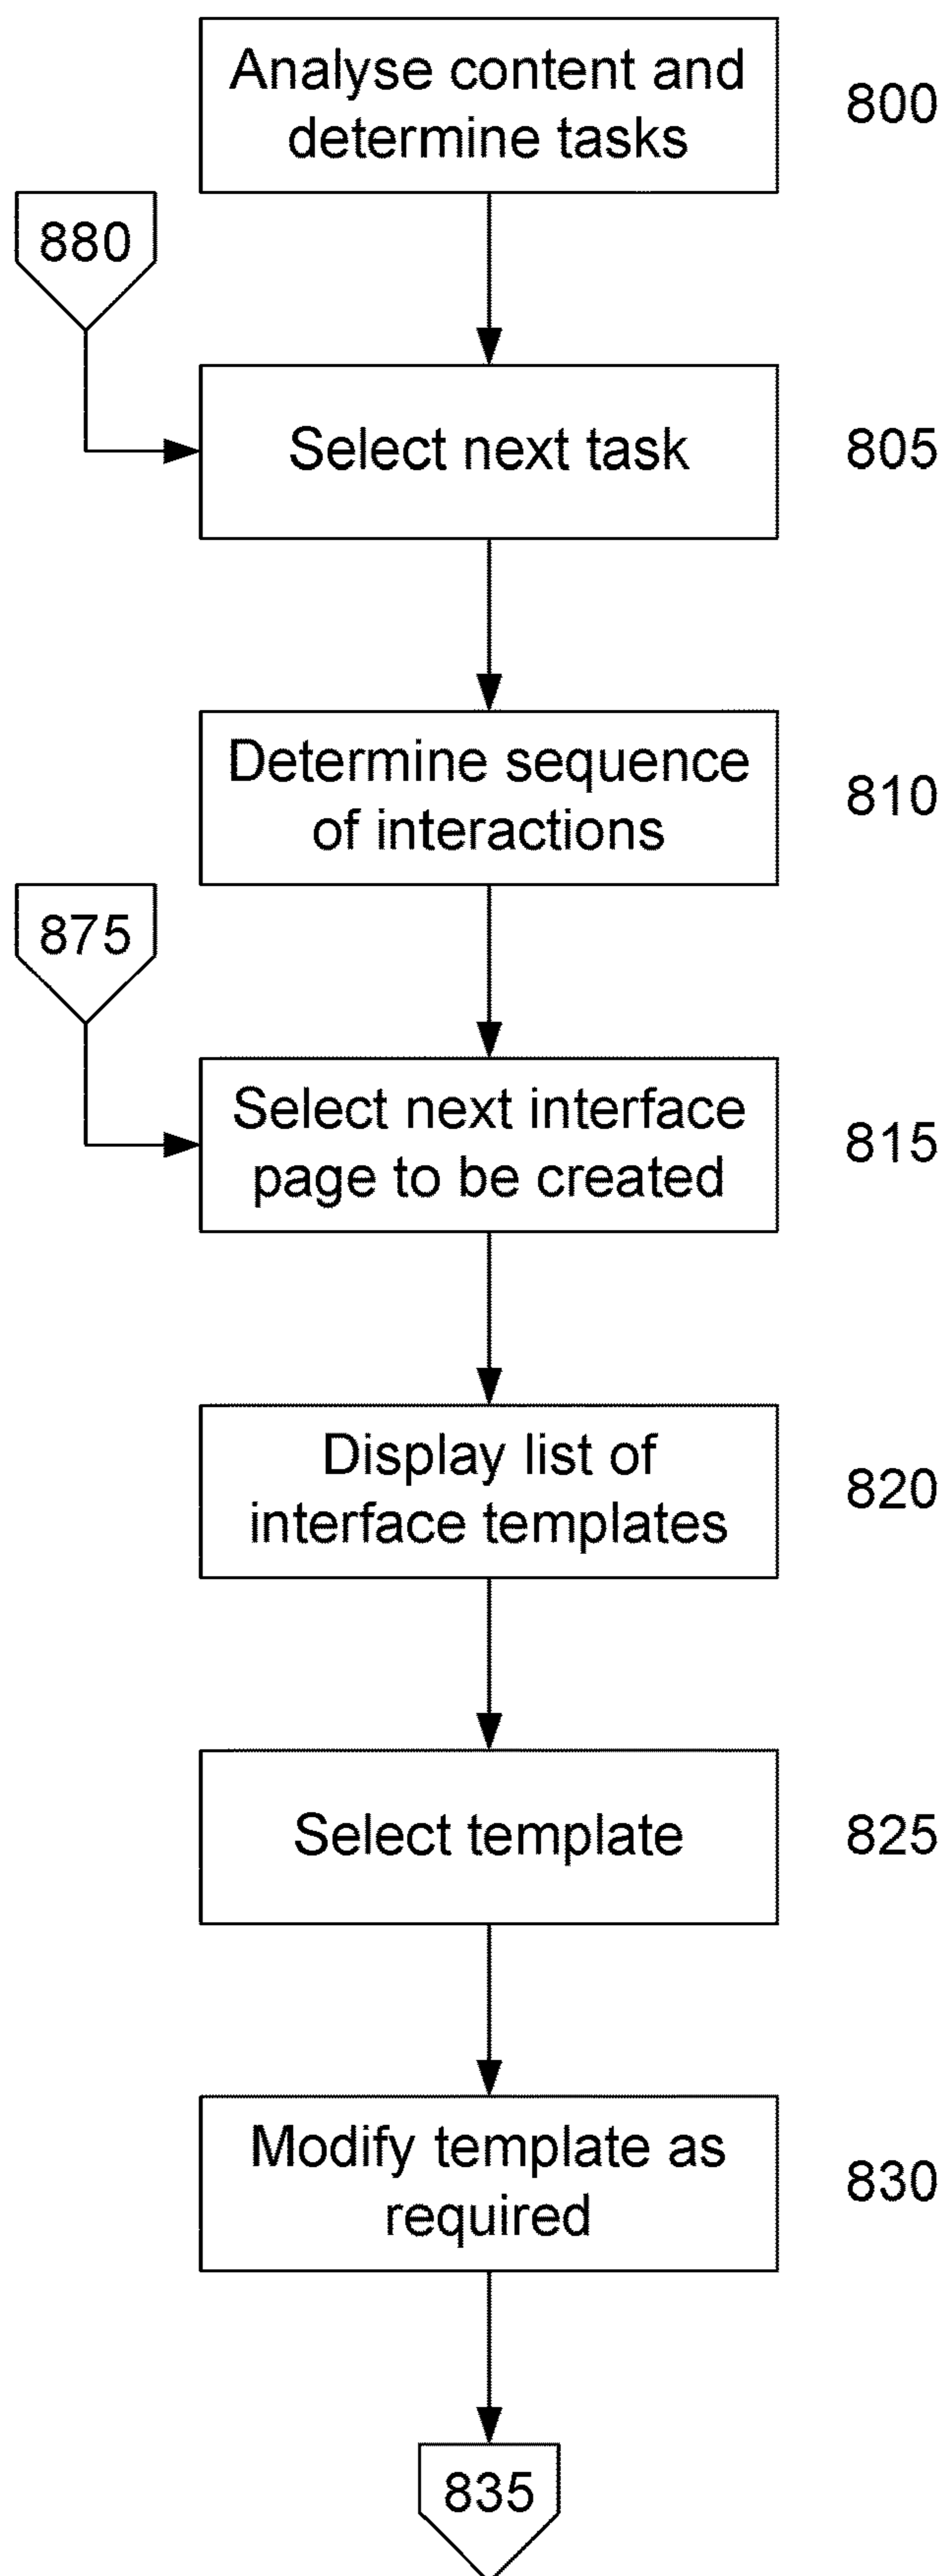 Analyse content and
determine tasks
800
880
Select next task
805
Determine sequence
of interactions
810
875
Select next interface
page to be created
815
Display list of
interface templates
820
Select template
825
Modify template as
required
830
835